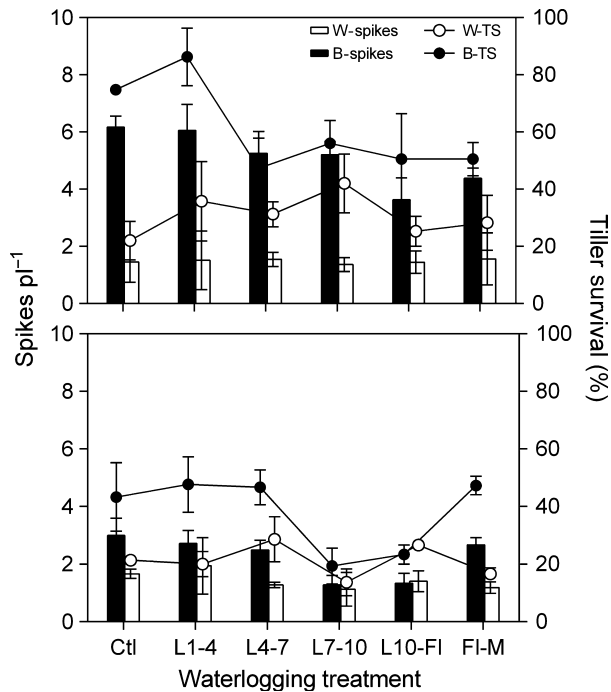 10 100
W-spikes W-TS
B-spikes B-TS
8 80
6 60
4 40
2 20
0 0
Spikes pl⁻¹
Tiller survival (%)
10 100
8 80
6 60
4 40
2 20
0 0
Ctl L1-4 L4-7 L7-10 L10-Fl Fl-M
Waterlogging treatment